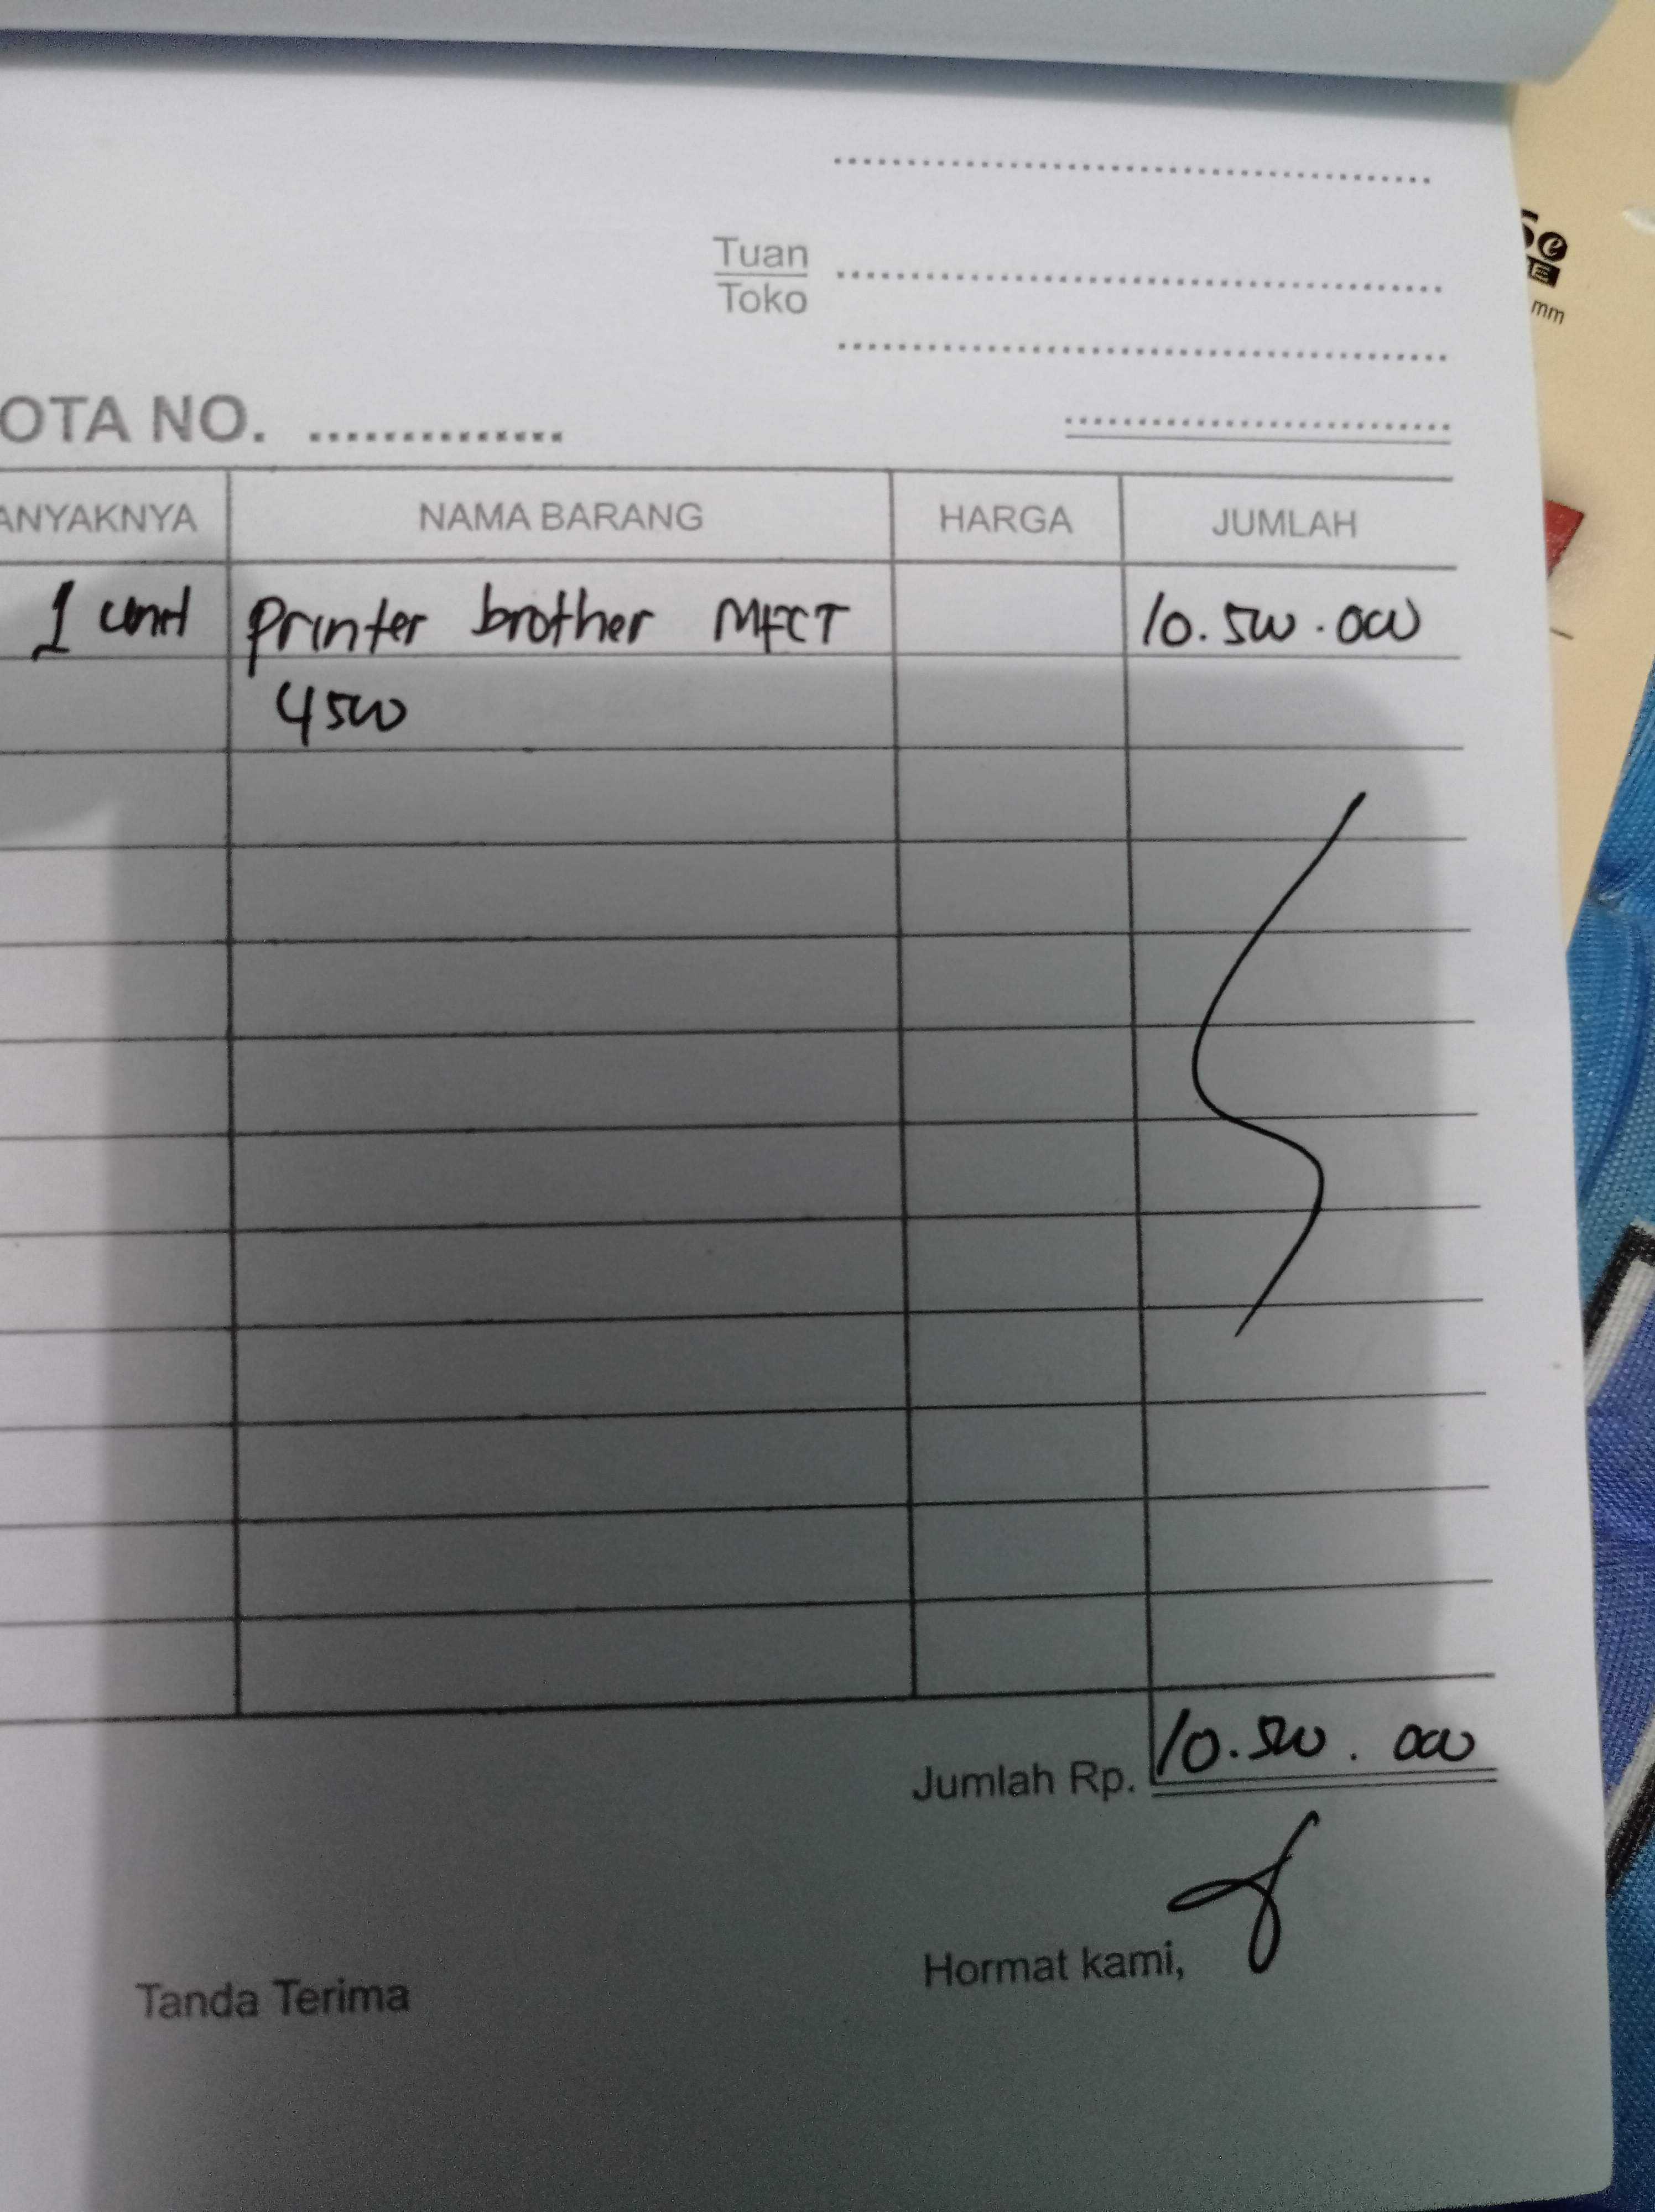 Tuan
Toko
OTA NO. ..............
ANYAKNYA NAMA BARANG HARGA JUMLAH
1 unit Printer brother MFCT 10.500.000
4500
Jumlah Rp. 10.500.000
Tanda Terima Hormat kami,
mm